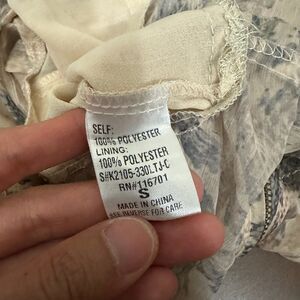 SELF:
100% POLYESTER
LINING:
100% POLYESTER
S#K2105-330LTJ-C
RN#116701
S
MADE IN CHINA
SEE REVERSE FOR CARE